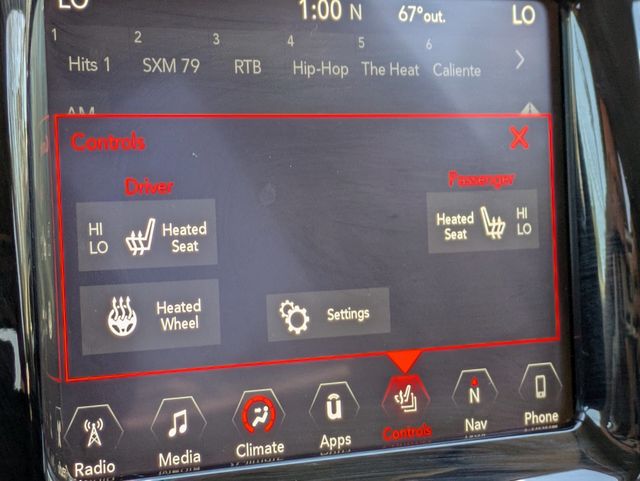 LO 1:00 N 67°out. LO
1 2 3 4 5 6
Hits 1 SXM 79 RTB Hip-Hop The Heat Caliente
AM
Controls
Driver Passenger
HI
LO
Heated
Seat
Heated
Seat
HI
LO
Heated
Wheel
Settings
Radio Media Climate Apps Controls Nav Phone
N